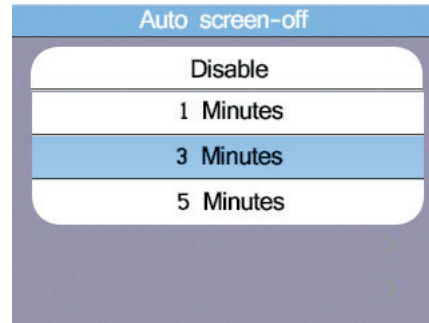 Auto screen-off
Disable
1 Minutes
3 Minutes
5 Minutes